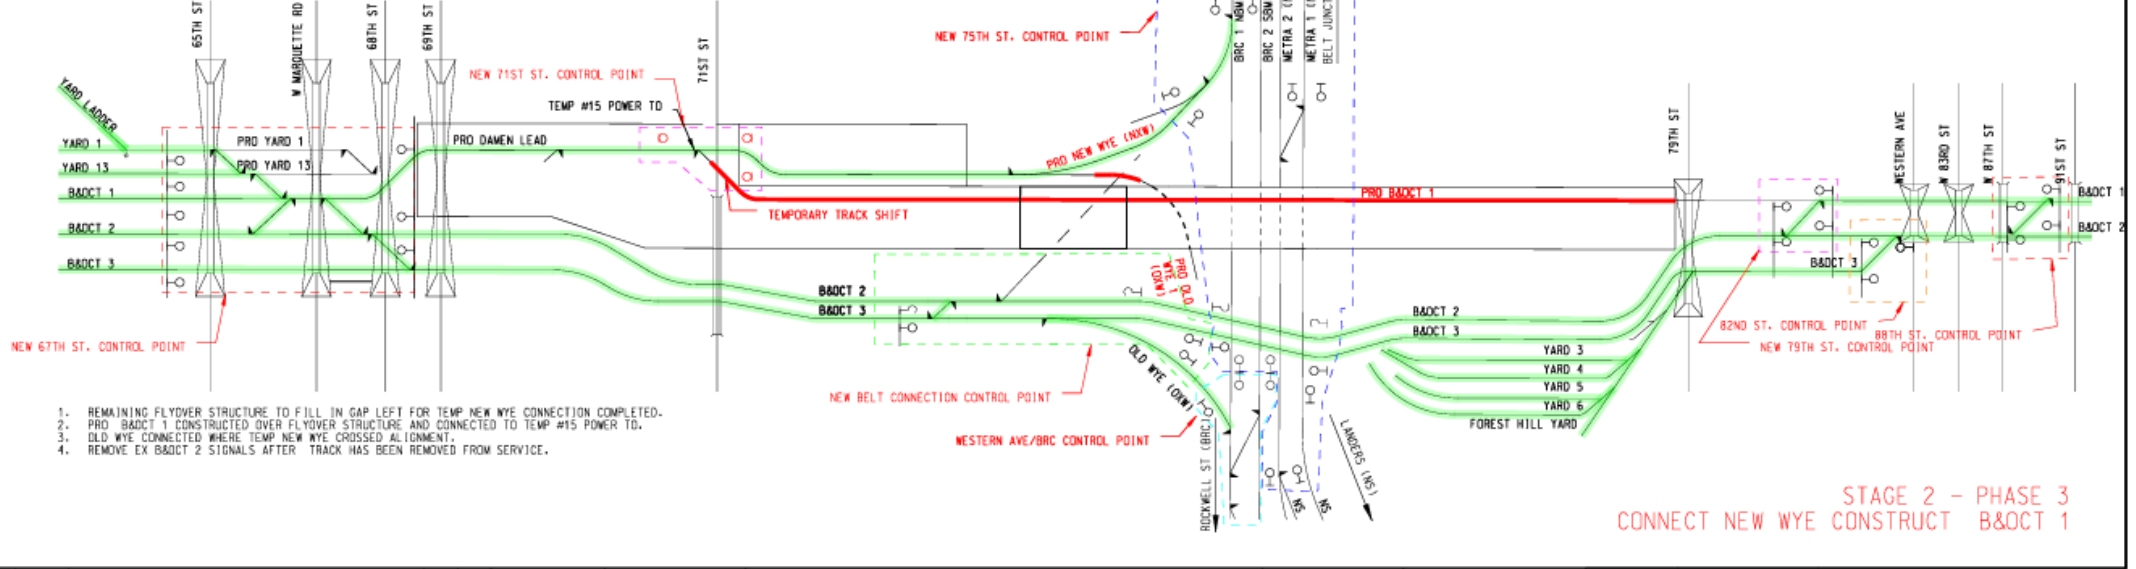 65TH ST
W MARQUETTE RD
68TH ST
69TH ST
71ST ST
79TH ST
WESTERN AVE
W 83RD ST
W 87TH ST
91ST ST
NEW 75TH ST. CONTROL POINT
BRC 1 NBM
BRC 2 SBM
METRA 2
METRA 1
BELT JUNCT
NEW 71ST ST. CONTROL POINT
TEMP #15 POWER TO
YARD LADDER
YARD 1
PRO YARD 1
PRO DAMEN LEAD
PRO NEW WYE (NXW)
YARD 13
PRO YARD 13
B&OCT 1
PRO B&OCT 1
B&OCT 1
TEMPORARY TRACK SHIFT
B&OCT 2
B&OCT 2
B&OCT 3
B&OCT 3
PRO OLD
WYE 1
(OXW)
B&OCT 2
B&OCT 3
B&OCT 2
B&OCT 3
82ND ST. CONTROL POINT
88TH ST. CONTROL POINT
NEW 79TH ST. CONTROL POINT
NEW 67TH ST. CONTROL POINT
OLD WYE (OXW)
YARD 3
YARD 4
YARD 5
YARD 6
FOREST HILL YARD
NEW BELT CONNECTION CONTROL POINT
WESTERN AVE/BRC CONTROL POINT
ROCKWELL ST (BRC)
NS
NS
LANDERS (NS)
1. REMAINING FLYOVER STRUCTURE TO FILL IN GAP LEFT FOR TEMP NEW WYE CONNECTION COMPLETED.
2. PRO B&OCT 1 CONSTRUCTED OVER FLYOVER STRUCTURE AND CONNECTED TO TEMP #15 POWER TO.
3. OLD WYE CONNECTED WHERE TEMP NEW WYE CROSSED ALIGNMENT.
4. REMOVE EX B&OCT 2 SIGNALS AFTER TRACK HAS BEEN REMOVED FROM SERVICE.
STAGE 2 - PHASE 3
CONNECT NEW WYE CONSTRUCT B&OCT 1